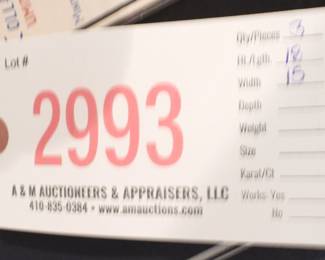 Lot #
2993
A & M AUCTIONEERS & APPRAISERS, LLC
410-835-0384 • www.amauctions.com
Qty/Pieces 3
Ht./Lgth 18
Width 15
Depth
Weight
Size
Karat/Ct
Works: Yes
No